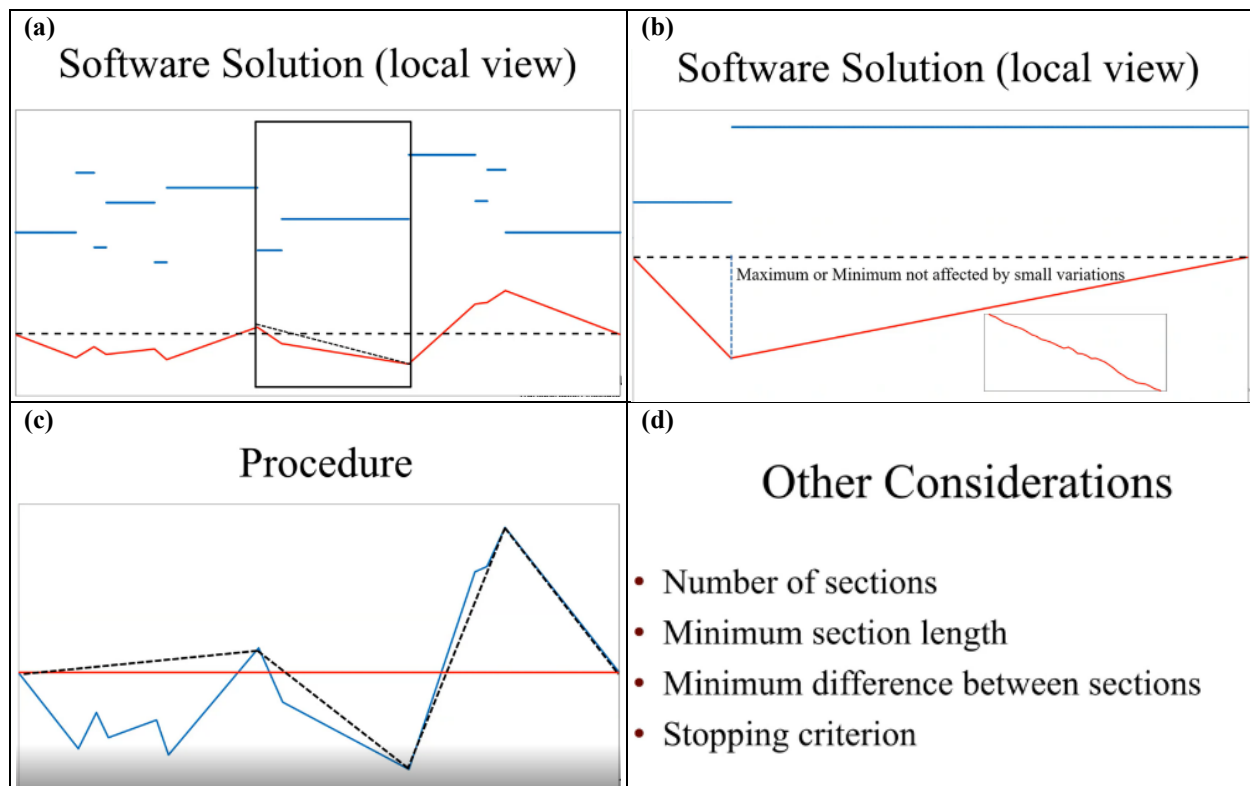 (a)
Software Solution (local view)
(b)
Software Solution (local view)
Maximum or Minimum not affected by small variations
(c)
Procedure
(d)
Other Considerations
• Number of sections
• Minimum section length
• Minimum difference between sections
• Stopping criterion